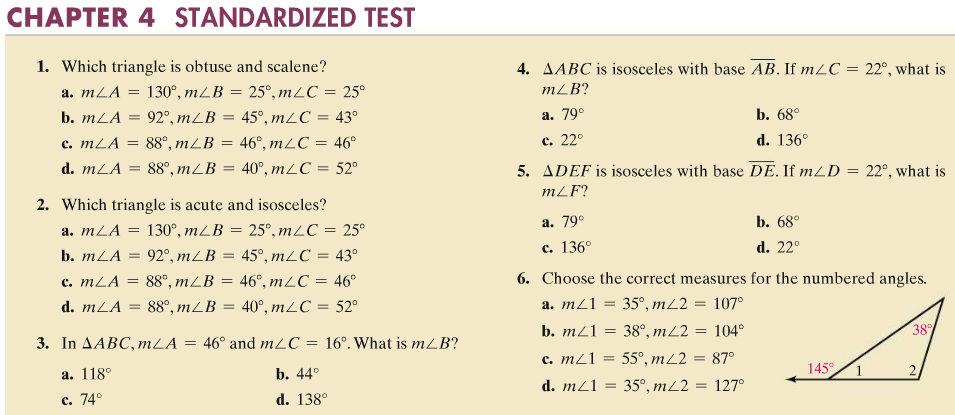 CHAPTER 4 STANDARDIZED TEST
1. Which triangle is obtuse and scalene?
a. m∠A = 130°, m∠B = 25°, m∠C = 25°
b. m∠A = 92°, m∠B = 45°, m∠C = 43°
c. m∠A = 88°, m∠B = 46°, m∠C = 46°
d. m∠A = 88°, m∠B = 40°, m∠C = 52°
2. Which triangle is acute and isosceles?
a. m∠A = 130°, m∠B = 25°, m∠C = 25°
b. m∠A = 92°, m∠B = 45°, m∠C = 43°
c. m∠A = 88°, m∠B = 46°, m∠C = 46°
d. m∠A = 88°, m∠B = 40°, m∠C = 52°
3. In ΔABC, m∠A = 46° and m∠C = 16°. What is m∠B?
a. 118° b. 44°
c. 74° d. 138°
4. ΔABC is isosceles with base A̅B̅. If m∠C = 22°, what is
m∠B?
a. 79° b. 68°
c. 22° d. 136°
5. ΔDEF is isosceles with base D̅E̅. If m∠D = 22°, what is
m∠F?
a. 79° b. 68°
c. 136° d. 22°
6. Choose the correct measures for the numbered angles.
a. m∠1 = 35°, m∠2 = 107°
b. m∠1 = 38°, m∠2 = 104°
c. m∠1 = 55°, m∠2 = 87°
d. m∠1 = 35°, m∠2 = 127°
38°
145° 1 2